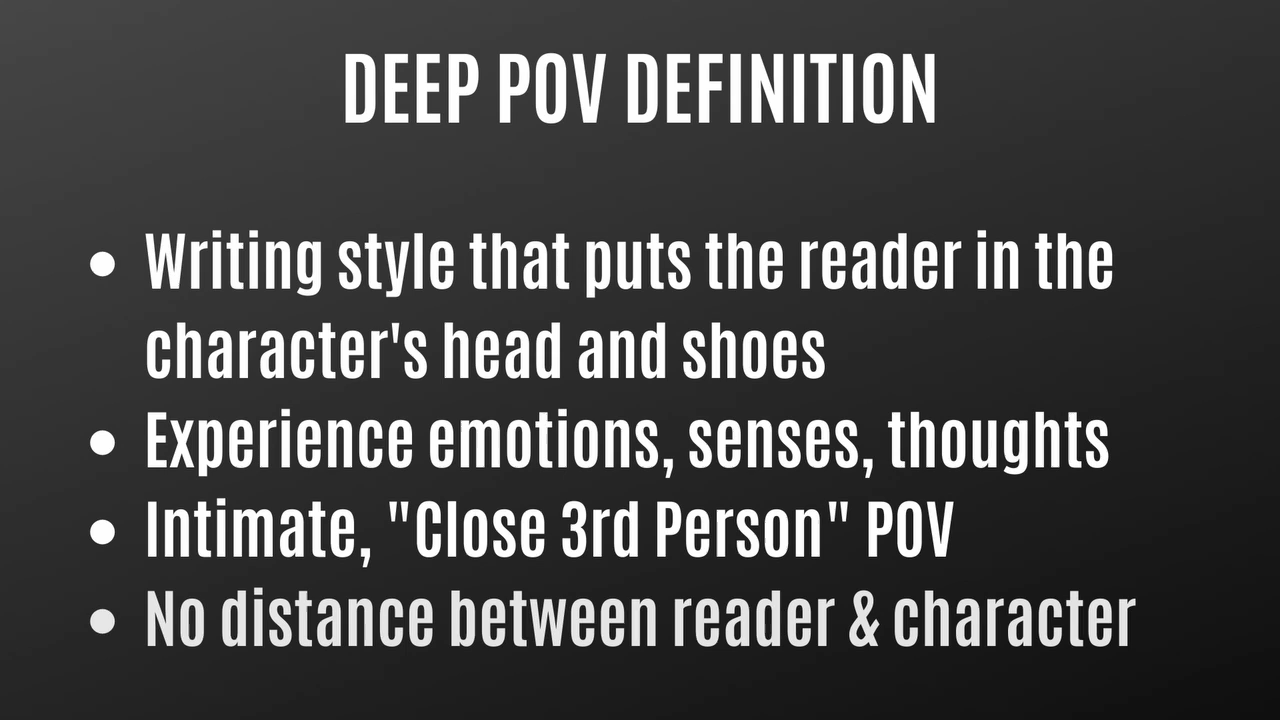 DEEP POV DEFINITION
• Writing style that puts the reader in the
character's head and shoes
• Experience emotions, senses, thoughts
• Intimate, "Close 3rd Person" POV
• No distance between reader & character